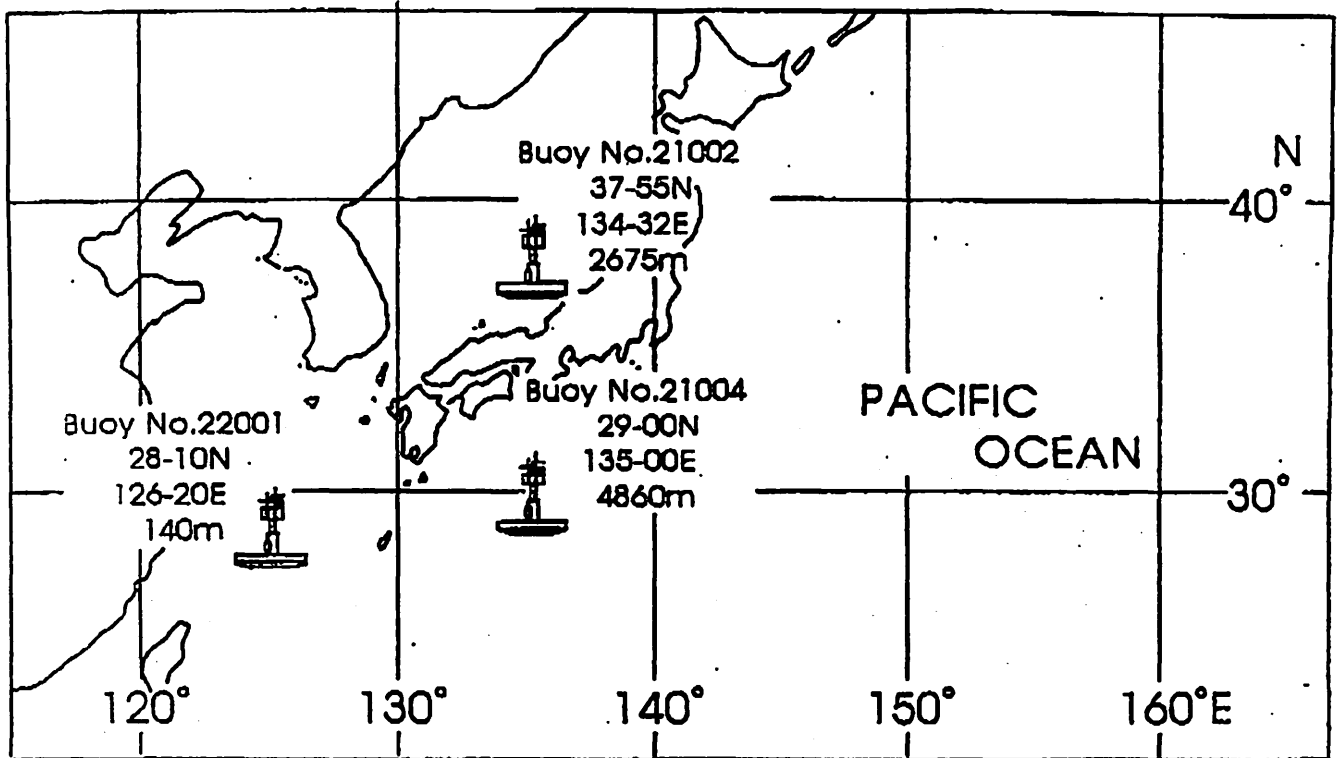 Buoy No.21002
37-55N
134-32E
2675m
N
40°
Buoy No.21004
29-00N
135-00E
4860m
PACIFIC
OCEAN
Buoy No.22001
28-10N
126-20E
140m
30°
120°
130°
140°
150°
160°E